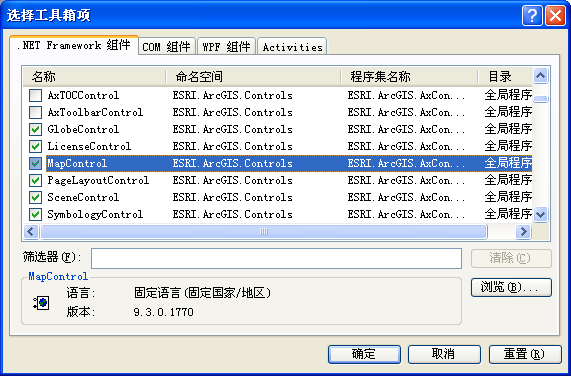 选择工具箱项
.NET Framework 组件 COM 组件 WPF 组件 Activities
名称 命名空间 程序集名称 目录
AxTOCControl ESRI.ArcGIS.Controls ESRI.ArcGIS.AxCon... 全局程序
AxToolbarControl ESRI.ArcGIS.Controls ESRI.ArcGIS.AxCon... 全局程序
GlobeControl ESRI.ArcGIS.Controls ESRI.ArcGIS.AxCon... 全局程序
LicenseControl ESRI.ArcGIS.Controls ESRI.ArcGIS.AxCon... 全局程序
MapControl ESRI.ArcGIS.Controls ESRI.ArcGIS.AxCon... 全局程序
PageLayoutControl ESRI.ArcGIS.Controls ESRI.ArcGIS.AxCon... 全局程序
SceneControl ESRI.ArcGIS.Controls ESRI.ArcGIS.AxCon... 全局程序
SymbologyControl ESRI.ArcGIS.Controls ESRI.ArcGIS.AxCon... 全局程序
筛选器(F): 清除(C)
MapControl
语言: 固定语言(固定国家/地区) 浏览(B)...
版本: 9.3.0.1770
确定 取消 重置(R)